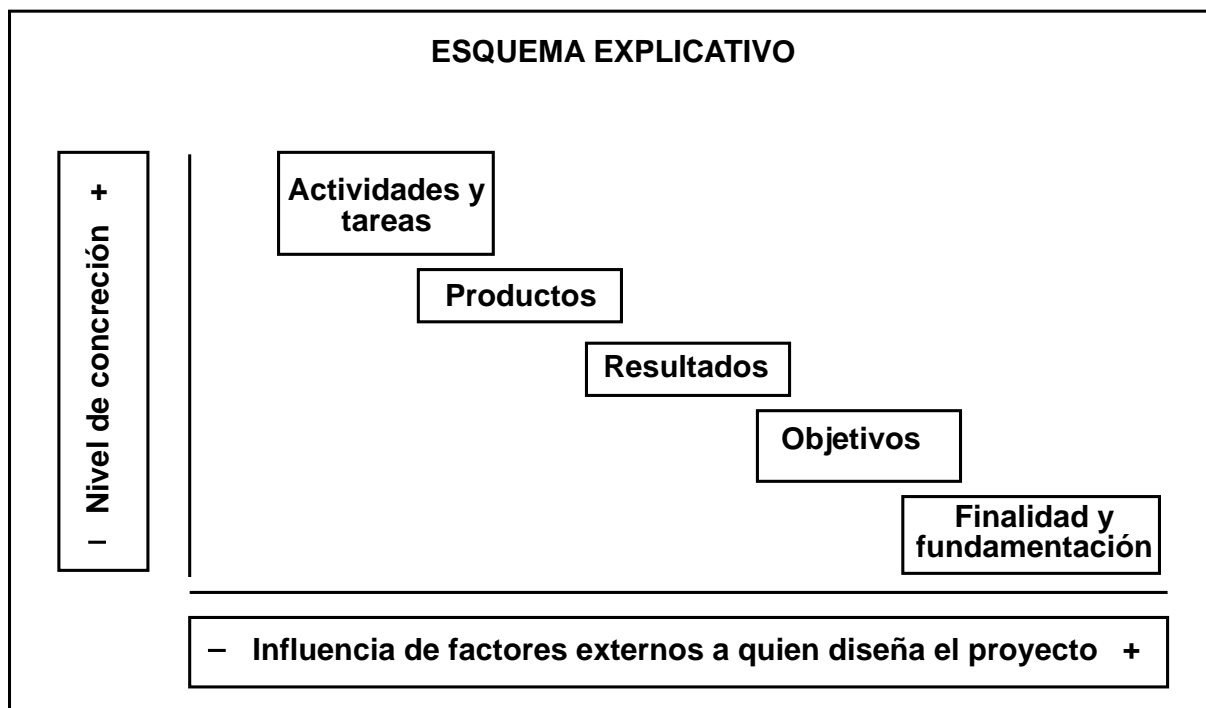 ESQUEMA EXPLICATIVO
– Nivel de concreción +
Actividades y
tareas
Productos
Resultados
Objetivos
Finalidad y
fundamentación
– Influencia de factores externos a quien diseña el proyecto +